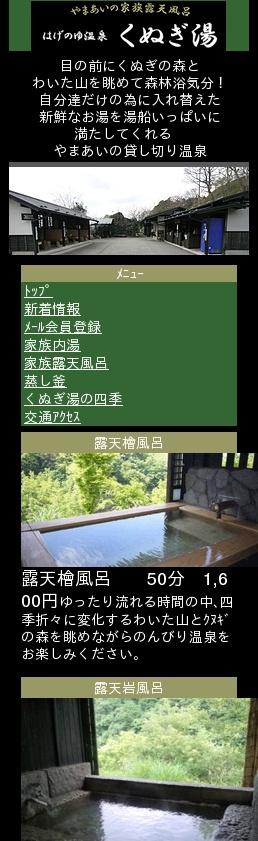 やまあいの家族露天風呂
はげのゆ温泉 くぬぎ湯
目の前にくぬぎの森と
わいた山を眺めて森林浴気分！
自分達だけの為に入れ替えた
新鮮なお湯を湯船いっぱいに
満たしてくれる
やまあいの貸し切り温泉
ﾒﾆｭｰ
ﾄｯﾌﾟ
新着情報
ﾒｰﾙ会員登録
家族内湯
家族露天風呂
蒸し釜
くぬぎ湯の四季
交通ｱｸｾｽ
露天檜風呂
露天檜風呂　　50分　1,6
00円ゆったり流れる時間の中､四
季折々に変化するわいた山とｸﾇｷﾞ
の森を眺めながらのんびり温泉を
お楽しみください。
露天岩風呂